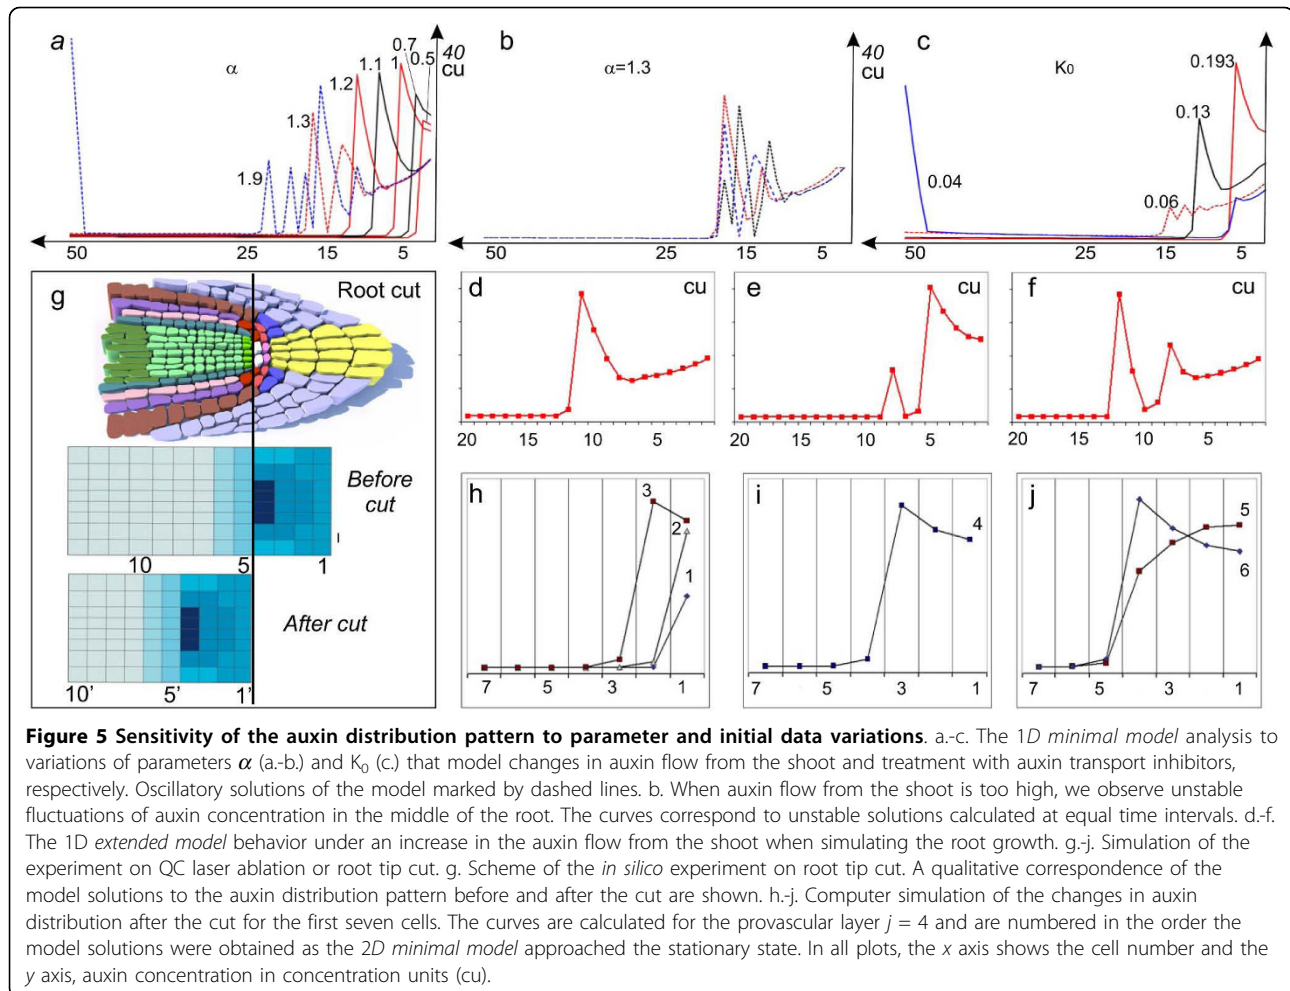 a
α
0.7
0.5
40
cu
1.1
1
1.2
1.3
1.9
50
25
15
5
b
α=1.3
40
cu
50
25
15
5
c
K0
0.193
0.13
0.06
0.04
50
25
15
5
g
Root cut
Before
cut
10
5
1
After cut
10'
5'
1'
d
cu
20
15
10
5
e
cu
20
15
10
5
f
cu
20
15
10
5
h
3
2
1
7
5
3
1
i
4
7
5
3
1
j
5
6
7
5
3
1
Figure 5 Sensitivity of the auxin distribution pattern to parameter and initial data variations. a.-c. The 1D minimal model analysis to
variations of parameters α (a.-b.) and K0 (c.) that model changes in auxin flow from the shoot and treatment with auxin transport inhibitors,
respectively. Oscillatory solutions of the model marked by dashed lines. b. When auxin flow from the shoot is too high, we observe unstable
fluctuations of auxin concentration in the middle of the root. The curves correspond to unstable solutions calculated at equal time intervals. d.-f.
The 1D extended model behavior under an increase in the auxin flow from the shoot when simulating the root growth. g.-j. Simulation of the
experiment on QC laser ablation or root tip cut. g. Scheme of the in silico experiment on root tip cut. A qualitative correspondence of the
model solutions to the auxin distribution pattern before and after the cut are shown. h.-j. Computer simulation of the changes in auxin
distribution after the cut for the first seven cells. The curves are calculated for the provascular layer j = 4 and are numbered in the order the
model solutions were obtained as the 2D minimal model approached the stationary state. In all plots, the x axis shows the cell number and the
y axis, auxin concentration in concentration units (cu).